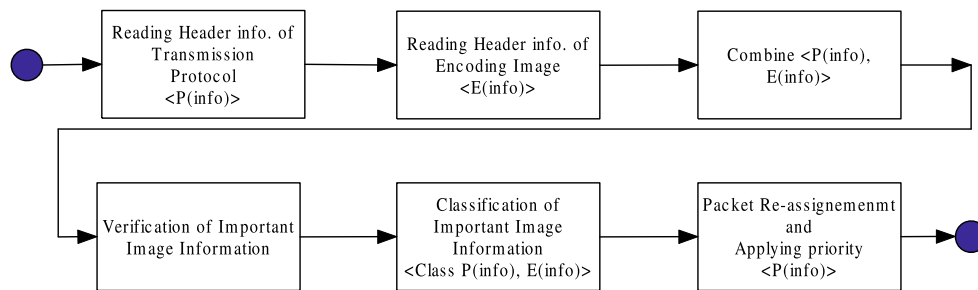 Reading Header info. of
Transmission
Protocol
<P(info)>
Reading Header info. of
Encoding Image
<E(info)>
Combine <P(info),
E(info)>
Verification of Important
Image Information
Classification of
Important Image
Information
<Class P(info), E(info)>
Packet Re-assignemenmt
and
Applying priority
<P(info)>